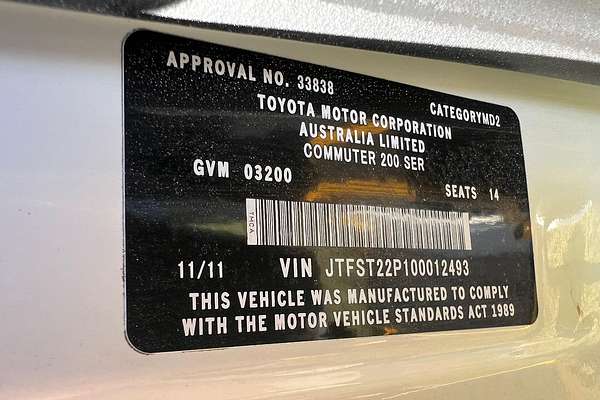 APPROVAL NO. 33838
CATEGORYMD2
TOYOTA MOTOR CORPORATION
AUSTRALIA LIMITED
COMMUTER 200 SER
GVM 03200
SEATS 14
TMCA
11/11 VIN JTFST22P100012493
THIS VEHICLE WAS MANUFACTURED TO COMPLY
WITH THE MOTOR VEHICLE STANDARDS ACT 1989